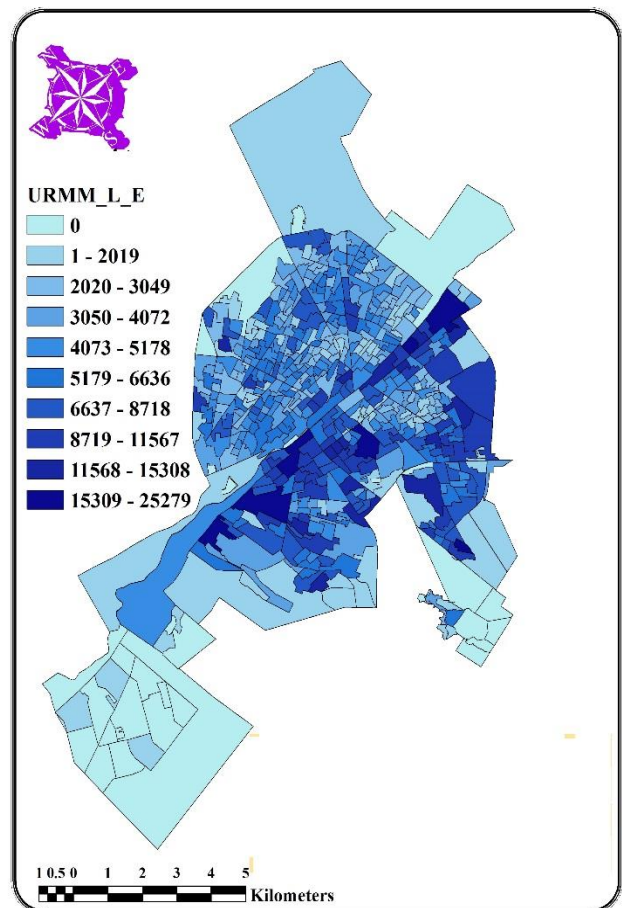 N
E
W
S
URMM_L_E
0
1 - 2019
2020 - 3049
3050 - 4072
4073 - 5178
5179 - 6636
6637 - 8718
8719 - 11567
11568 - 15308
15309 - 25279
1 0.5 0 1 2 3 4 5
Kilometers